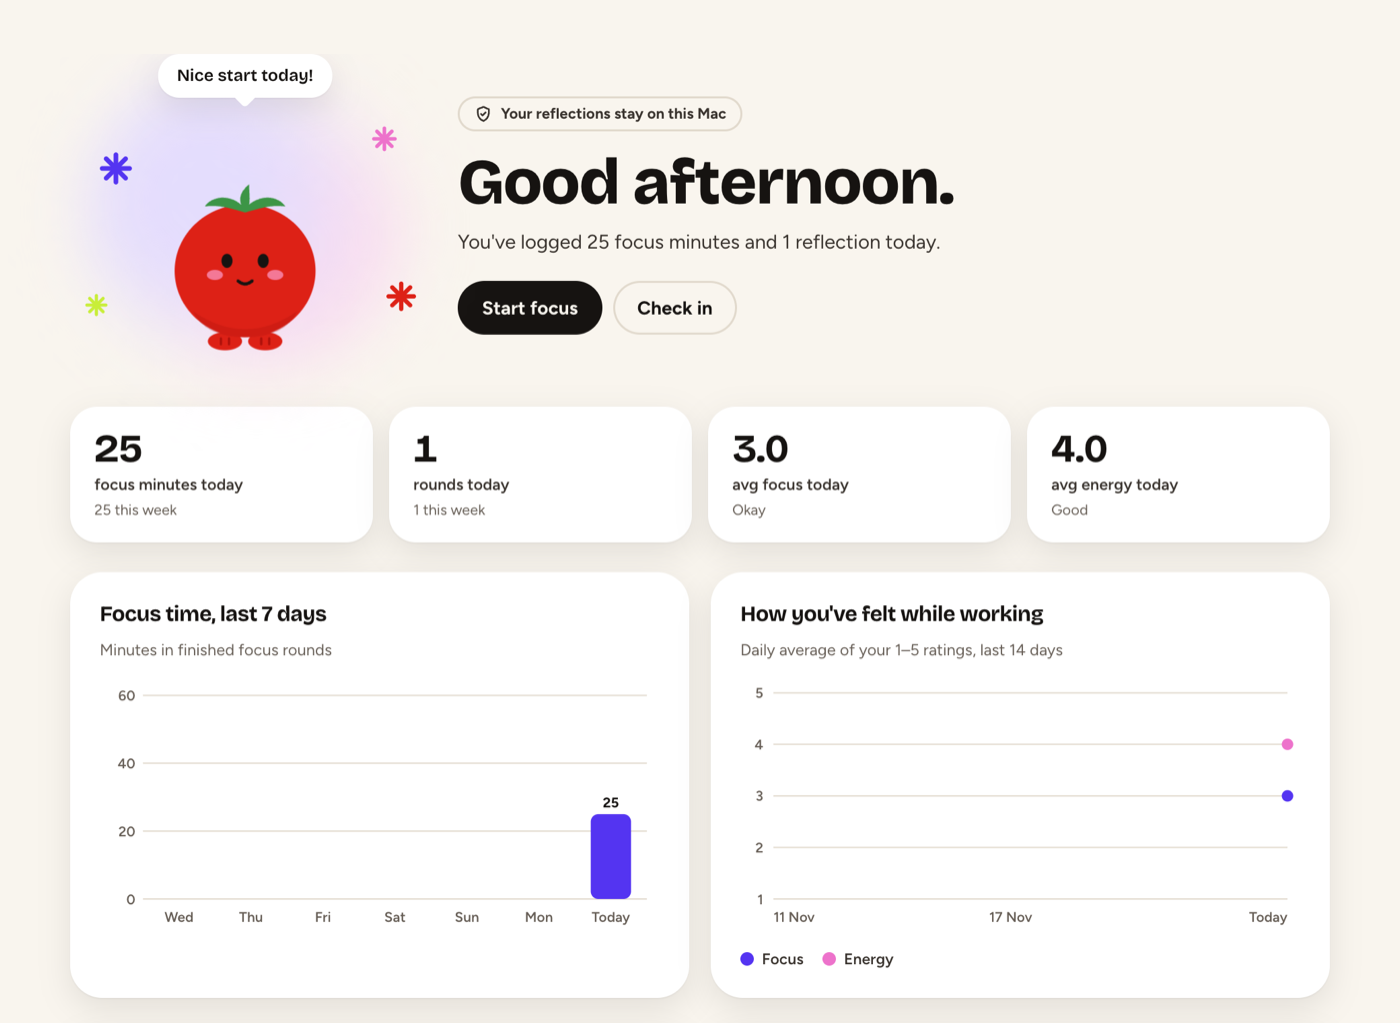 Nice start today!
Your reflections stay on this Mac
Good afternoon.
You've logged 25 focus minutes and 1 reflection today.
Start focus
Check in
25
focus minutes today
25 this week
1
rounds today
1 this week
3.0
avg focus today
Okay
4.0
avg energy today
Good
Focus time, last 7 days
Minutes in finished focus rounds
60
40
20
0
25
Wed Thu Fri Sat Sun Mon Today
How you've felt while working
Daily average of your 1–5 ratings, last 14 days
5
4
3
2
1
11 Nov 17 Nov Today
Focus Energy